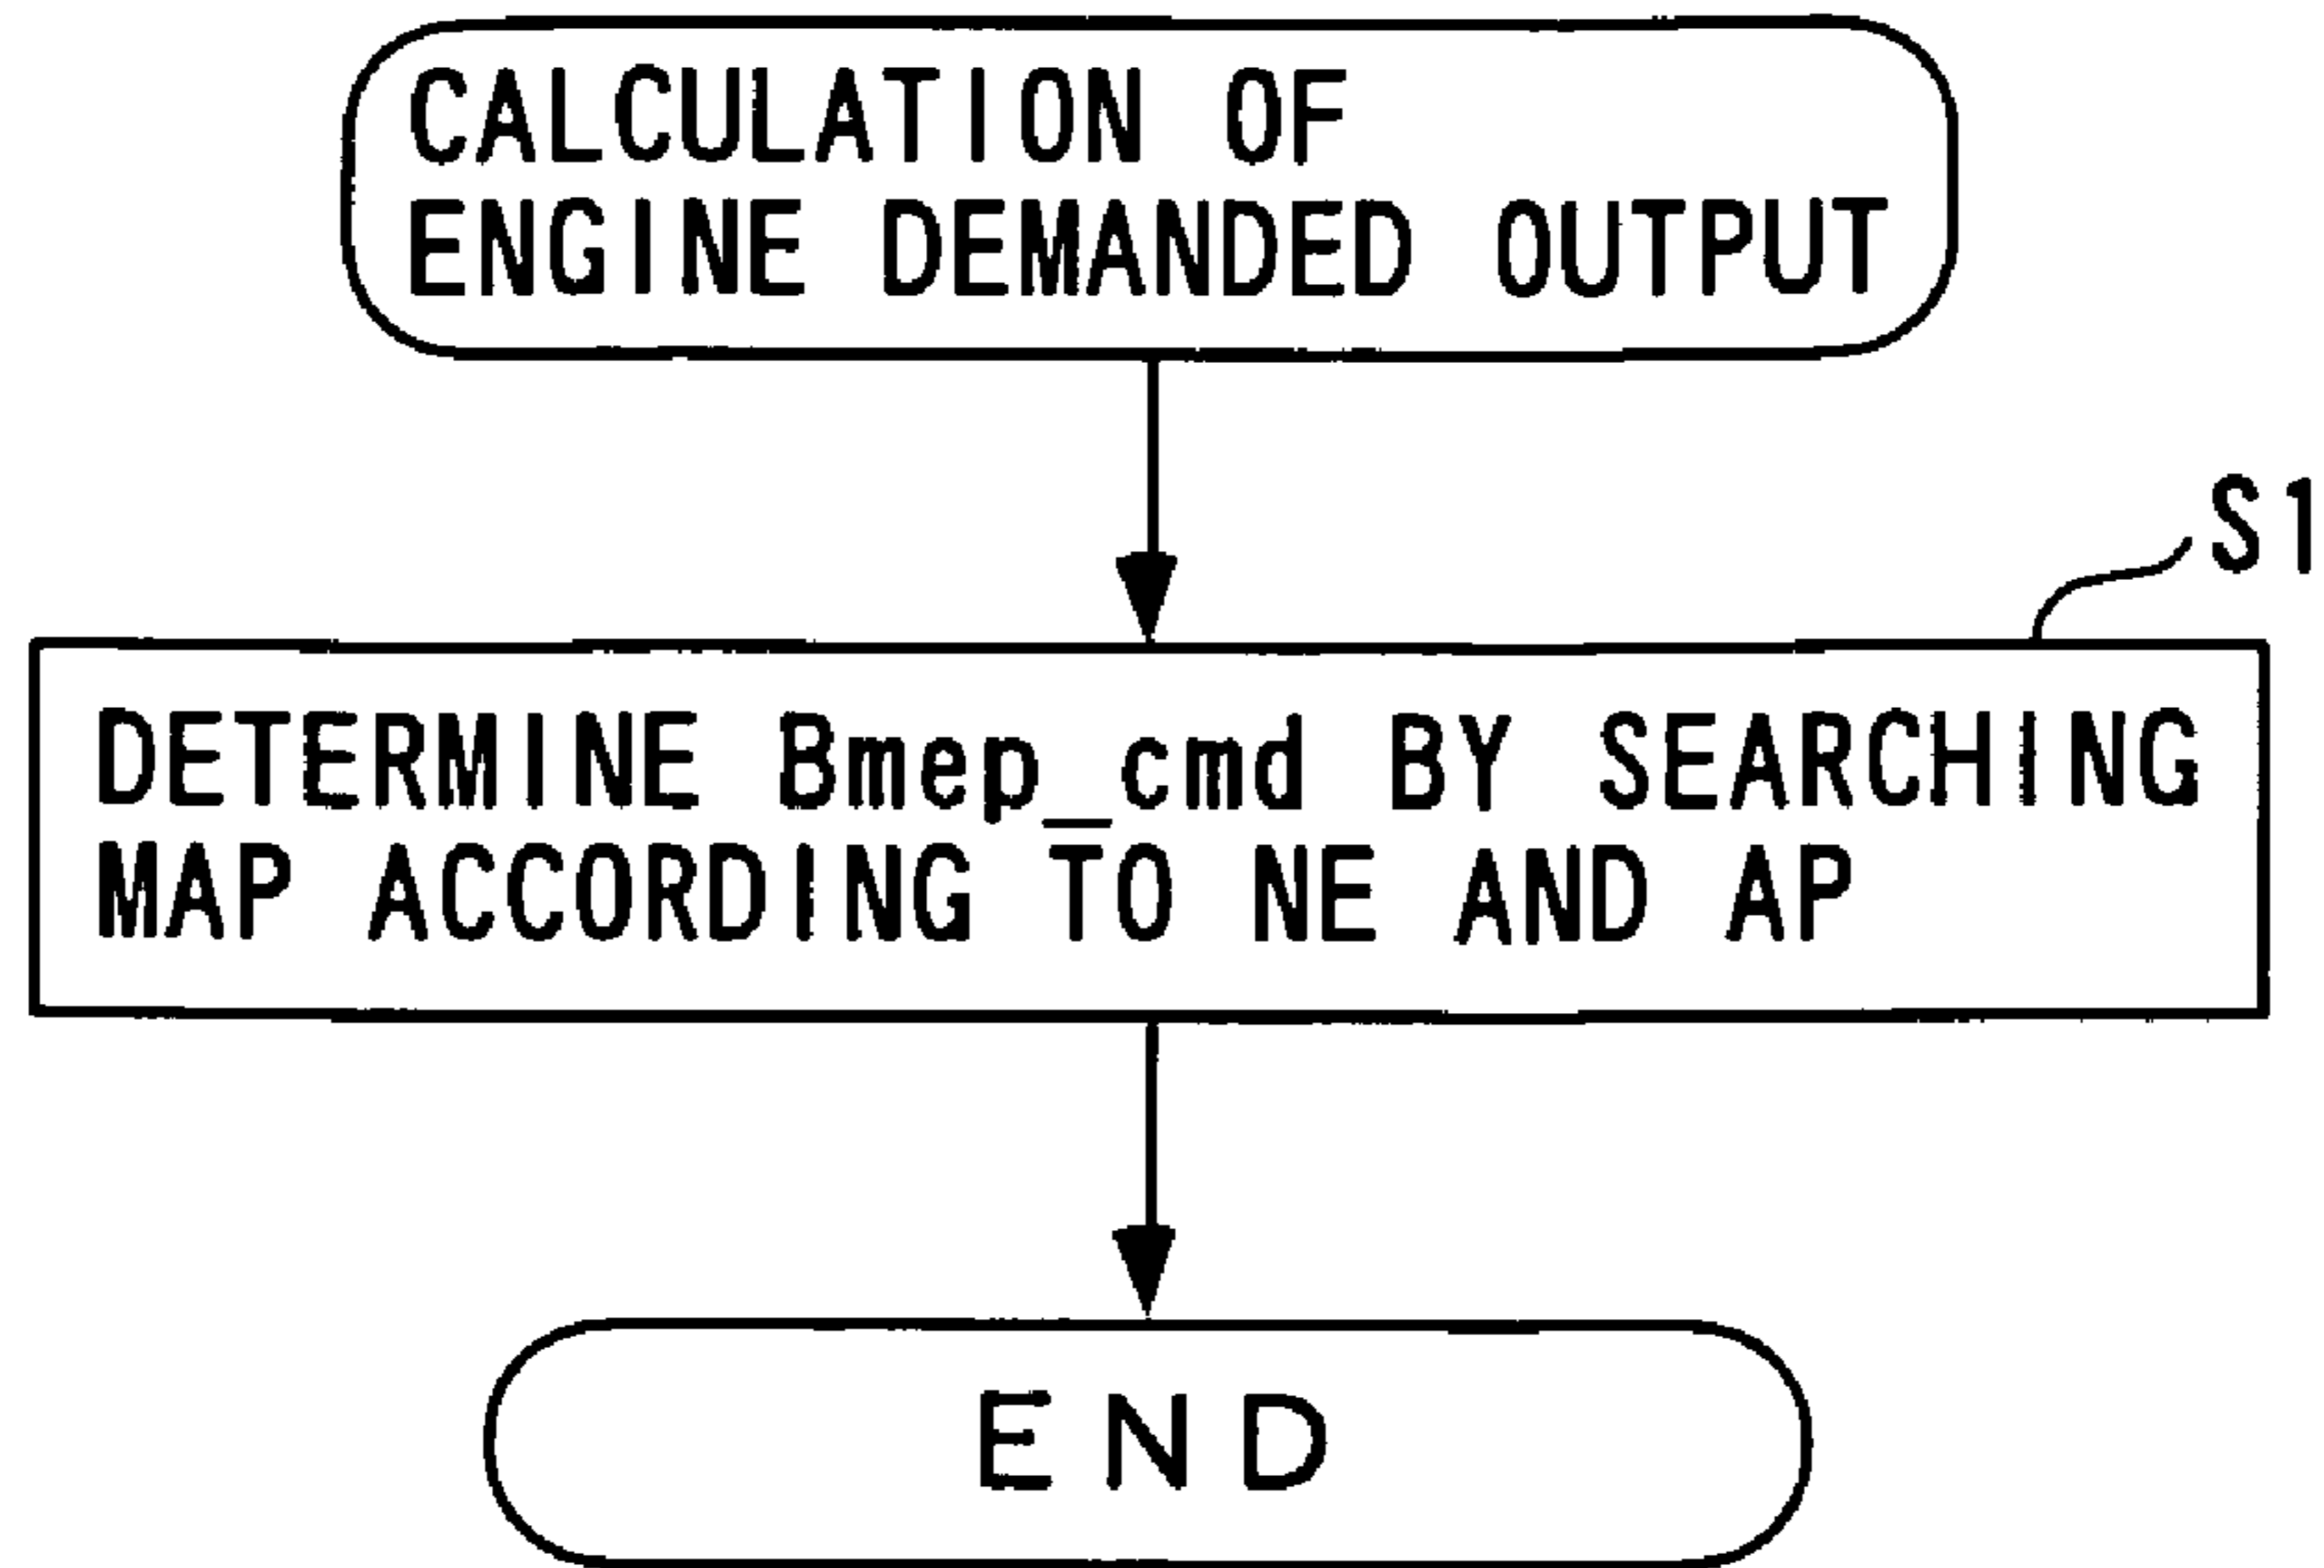 CALCULATION OF
ENGINE DEMANDED OUTPUT
S1
DETERMINE Bmep_cmd BY SEARCHING
MAP ACCORDING TO NE AND AP
END